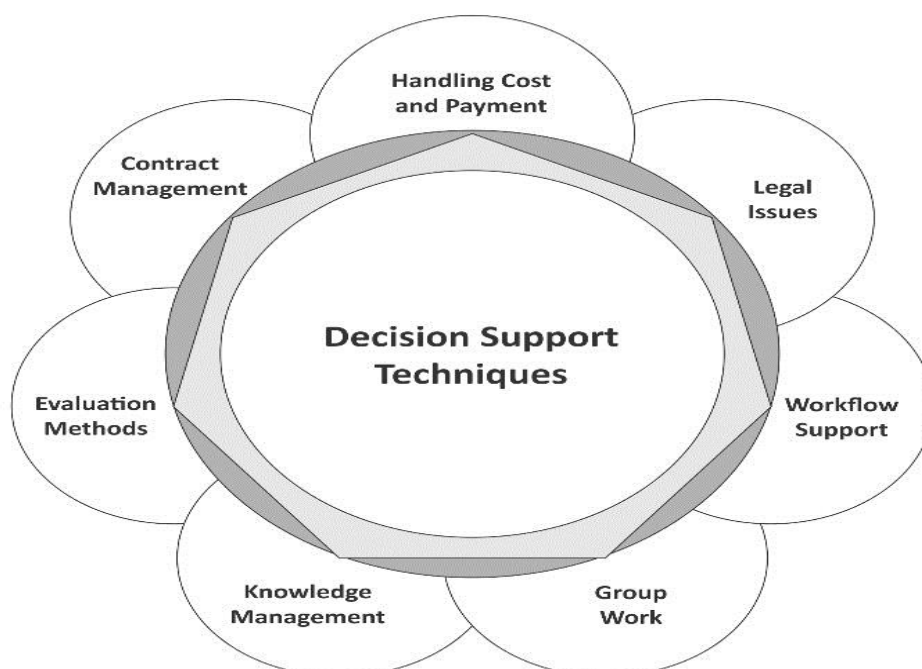 Handling Cost
and Payment
Contract
Management
Legal
Issues
Decision Support
Techniques
Evaluation
Methods
Workflow
Support
Knowledge
Management
Group
Work